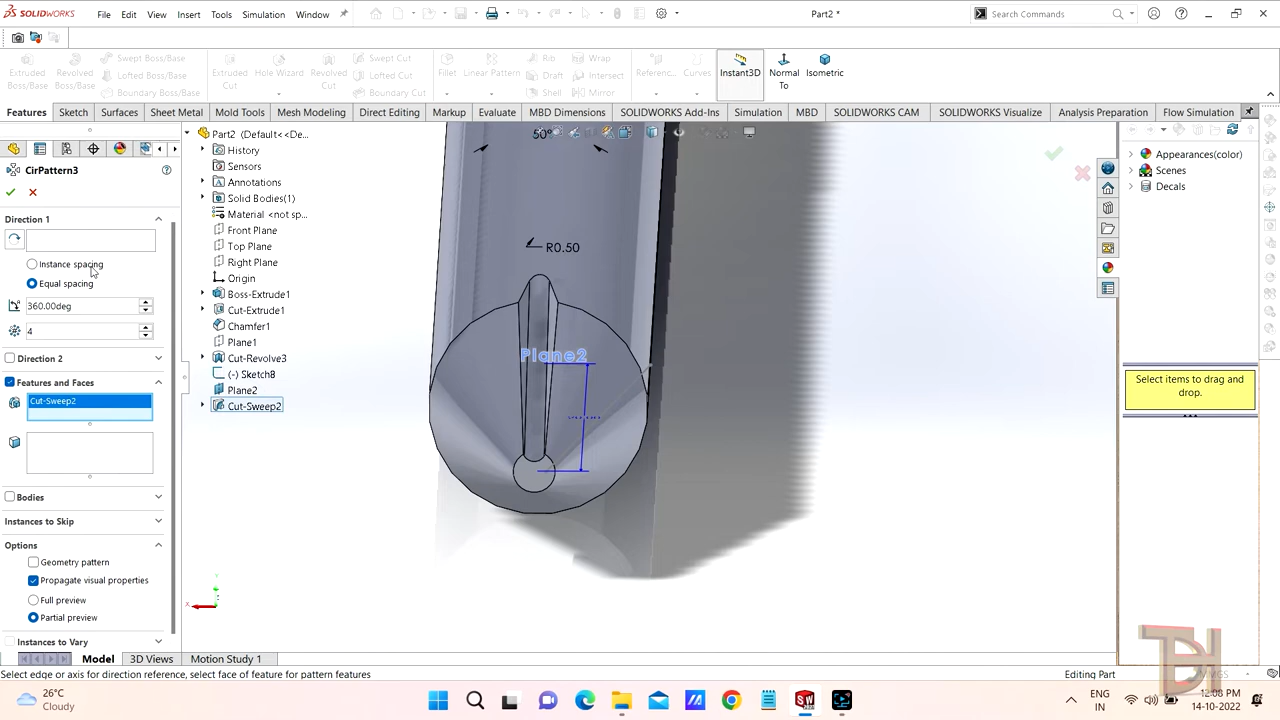 SOLIDWORKS
File
Edit
View
Insert
Tools
Simulation
Window
Part2 *
Search Commands
Extruded Boss/Base
Revolved Boss/Base
Swept Boss/Base
Lofted Boss/Base
Boundary Boss/Base
Extruded Cut
Hole Wizard
Revolved Cut
Swept Cut
Lofted Cut
Boundary Cut
Fillet
Linear Pattern
Rib
Draft
Shell
Wrap
Intersect
Mirror
Referenc...
Curves
Instant3D
Normal To
Isometric
Features
Sketch
Surfaces
Sheet Metal
Mold Tools
Mesh Modeling
Direct Editing
Markup
Evaluate
MBD Dimensions
SOLIDWORKS Add-Ins
Simulation
MBD
SOLIDWORKS CAM
SOLIDWORKS Visualize
Analysis Preparation
Flow Simulation
CirPattern3
Direction 1
Instance spacing
Equal spacing
360.00deg
4
Direction 2
Features and Faces
Cut-Sweep2
Bodies
Instances to Skip
Options
Geometry pattern
Propagate visual properties
Full preview
Partial preview
Instances to Vary
Part2 (Default<<De...
History
Sensors
Annotations
Solid Bodies(1)
Material <not sp...
Front Plane
Top Plane
Right Plane
Origin
Boss-Extrude1
Cut-Extrude1
Chamfer1
Plane1
Cut-Revolve3
(-) Sketch8
Plane2
Cut-Sweep2
50°
R0.50
Plane2
Appearances(color)
Scenes
Decals
Select items to drag and drop.
Model
3D Views
Motion Study 1
Select edge or axis for direction reference, select face of feature for pattern features
Editing Part
MMGS
26°C
Cloudy
ENG
IN
12:08 PM
14-10-2022